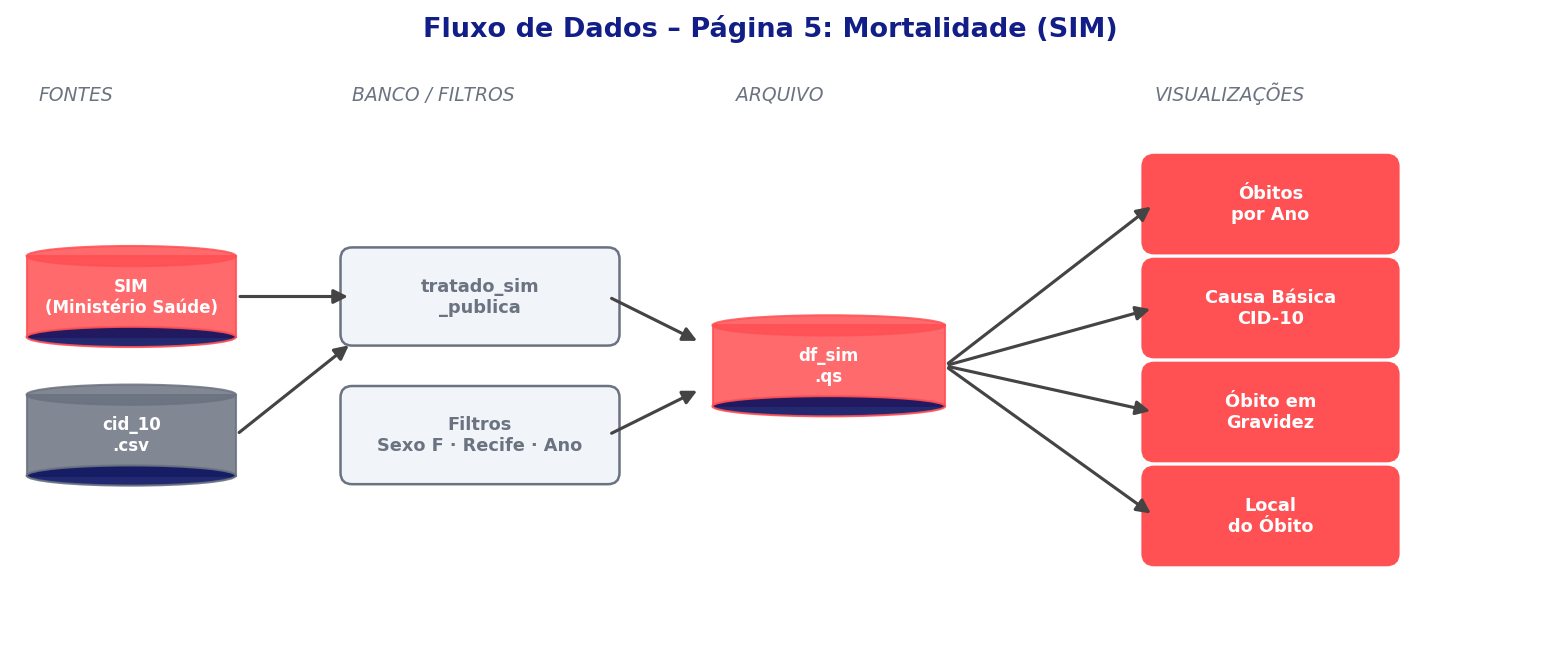 Fluxo de Dados – Página 5: Mortalidade (SIM)
FONTES
BANCO / FILTROS
ARQUIVO
VISUALIZAÇÕES
SIM
(Ministério Saúde)
cid_10
.csv
tratado_sim
_publica
Filtros
Sexo F · Recife · Ano
df_sim
.qs
Óbitos
por Ano
Causa Básica
CID-10
Óbito em
Gravidez
Local
do Óbito